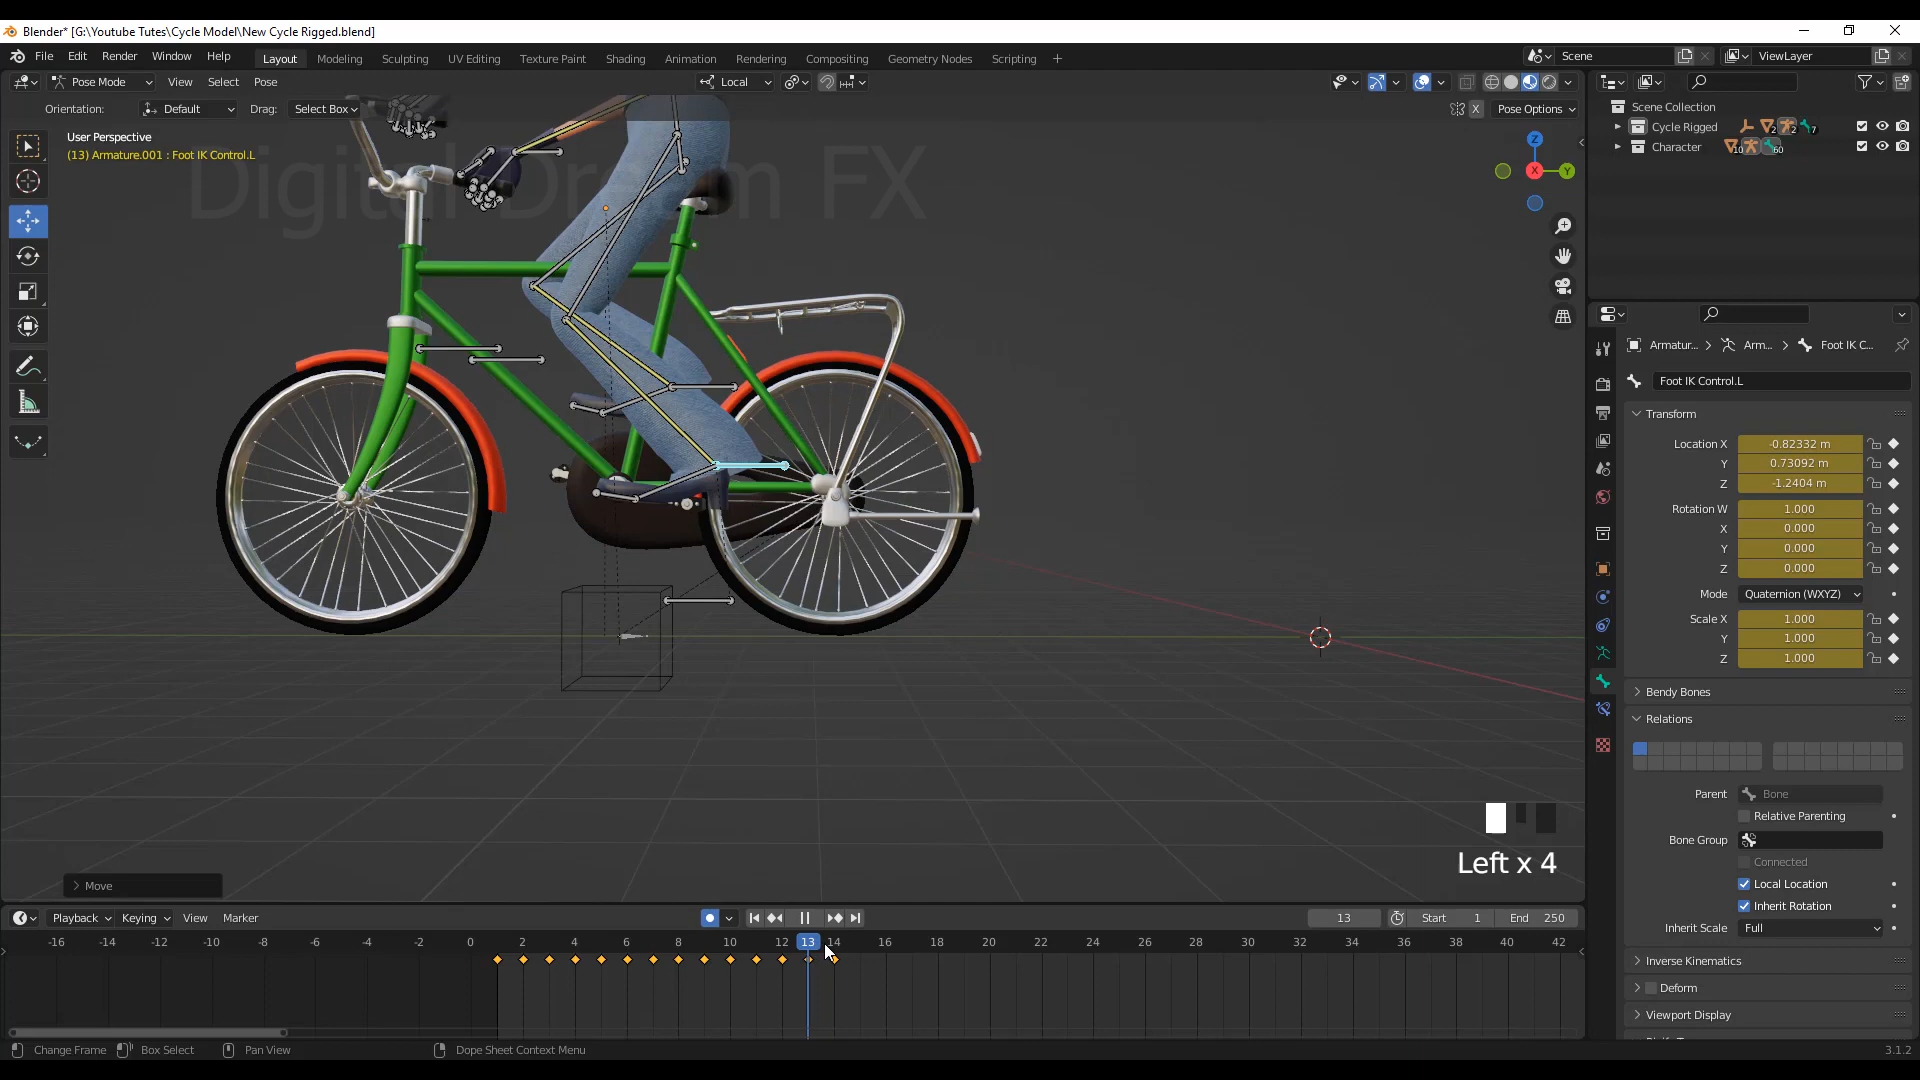 Blender* [G:\Youtube Tutes\Cycle Model\New Cycle Rigged.blend]
File Edit Render Window Help Layout Modeling Sculpting UV Editing Texture Paint Shading Animation Rendering Compositing Geometry Nodes Scripting + Scene ViewLayer
Pose Mode View Select Pose Local
Orientation: Default Drag: Select Box X Pose Options
User Perspective
(13) Armature.001 : Foot IK Control.L
Digital Dream FX
Z
X
Y
Scene Collection
Cycle Rigged 2 2 7
Character 10 60
Armatur... Arm... Foot IK C...
Foot IK Control.L
Transform
Location X -0.82332 m
Y 0.73092 m
Z -1.2404 m
Rotation W 1.000
X 0.000
Y 0.000
Z 0.000
Mode Quaternion (WXYZ)
Scale X 1.000
Y 1.000
Z 1.000
Bendy Bones
Relations
Parent Bone
Relative Parenting
Bone Group
Connected
Local Location
Inherit Rotation
Inherit Scale Full
Inverse Kinematics
Deform
Viewport Display
Left x 4
Move
Playback Keying View Marker 13 Start 1 End 250
-16 -14 -12 -10 -8 -6 -4 -2 0 2 4 6 8 10 12 13 14 16 18 20 22 24 26 28 30 32 34 36 38 40 42
Change Frame Box Select Pan View Dope Sheet Context Menu 3.1.2